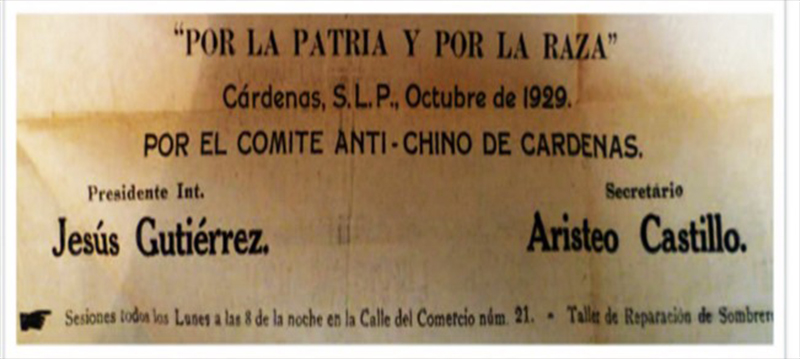 "POR LA PATRIA Y POR LA RAZA"
Cárdenas, S.L.P., Octubre de 1929.
POR EL COMITE ANTI-CHINO DE CARDENAS.
Presidente Int.
Secretário
Jesús Gutiérrez.
Aristeo Castillo.
Sesiones todos los Lunes a las 8 de la noche en la Calle del Comercio núm. 21. - Taller de Reparación de Sombrer